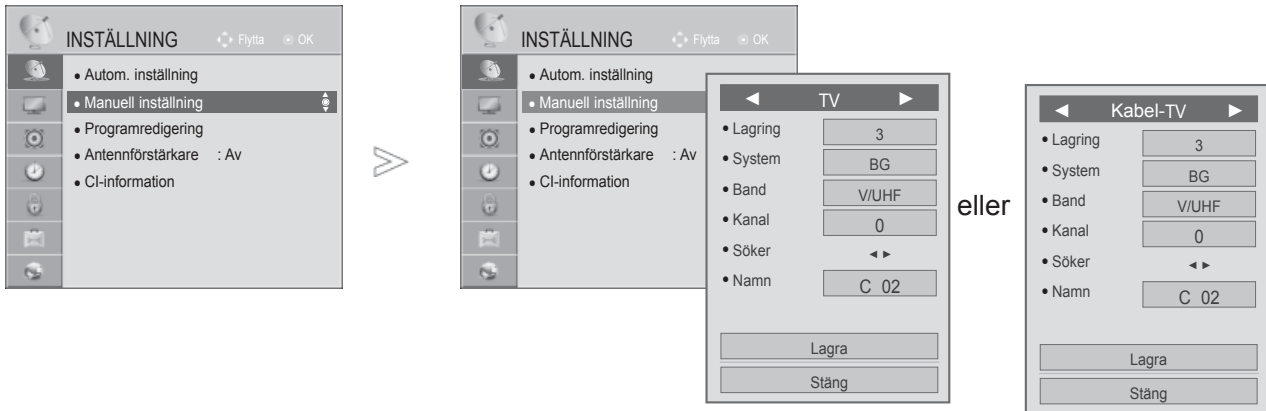 INSTÄLLNING Flytta OK
Autom. inställning
Manuell inställning
Programredigering
Antennförstärkare : Av
CI-information
INSTÄLLNING Flytta OK
Autom. inställning
Manuell inställning
Programredigering
Antennförstärkare : Av
CI-information
◄ TV ►
Lagring 3
System BG
Band V/UHF
Kanal 0
Söker ◄ ►
Namn C 02
Lagra
Stäng
eller
◄ Kabel-TV ►
Lagring 3
System BG
Band V/UHF
Kanal 0
Söker ◄ ►
Namn C 02
Lagra
Stäng